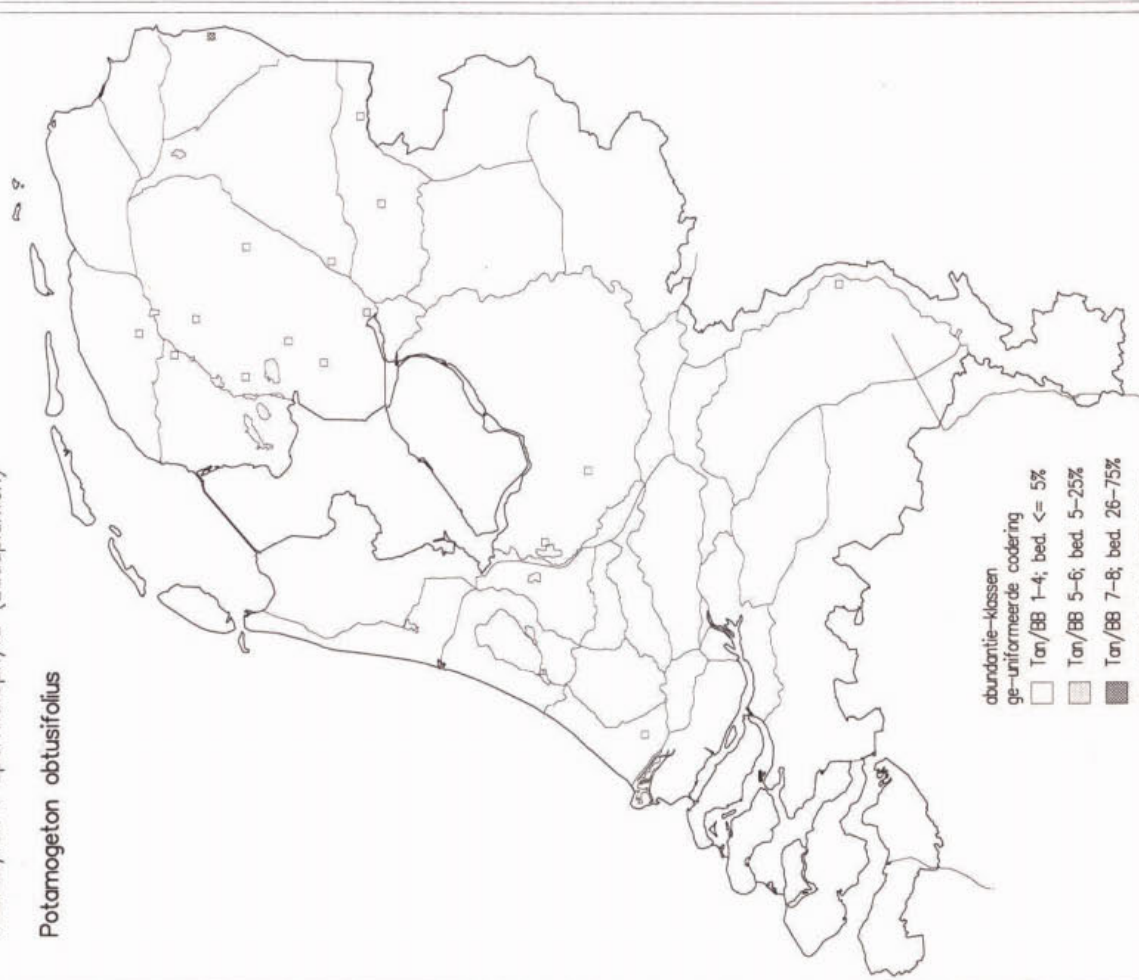 Potamogeton obtusifolius
abundantie-klassen
ge-uniformeerde codering
Tan/BB 1-4; bed. <= 5%
Tan/BB 5-6; bed. 5-25%
Tan/BB 7-8; bed. 26-75%